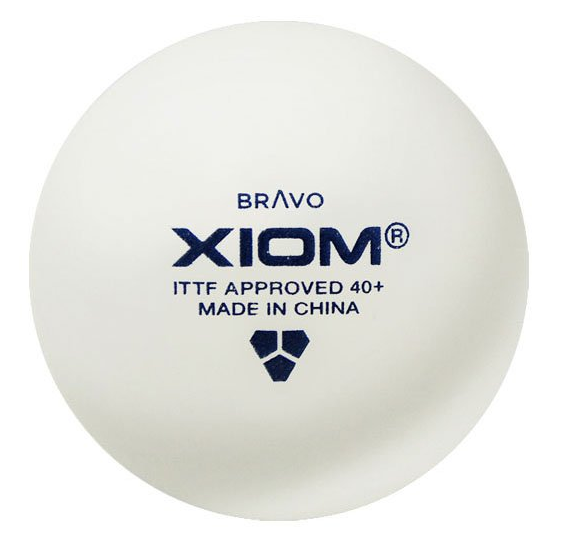 BRAVO
XIOM®
ITTF APPROVED 40+
MADE IN CHINA